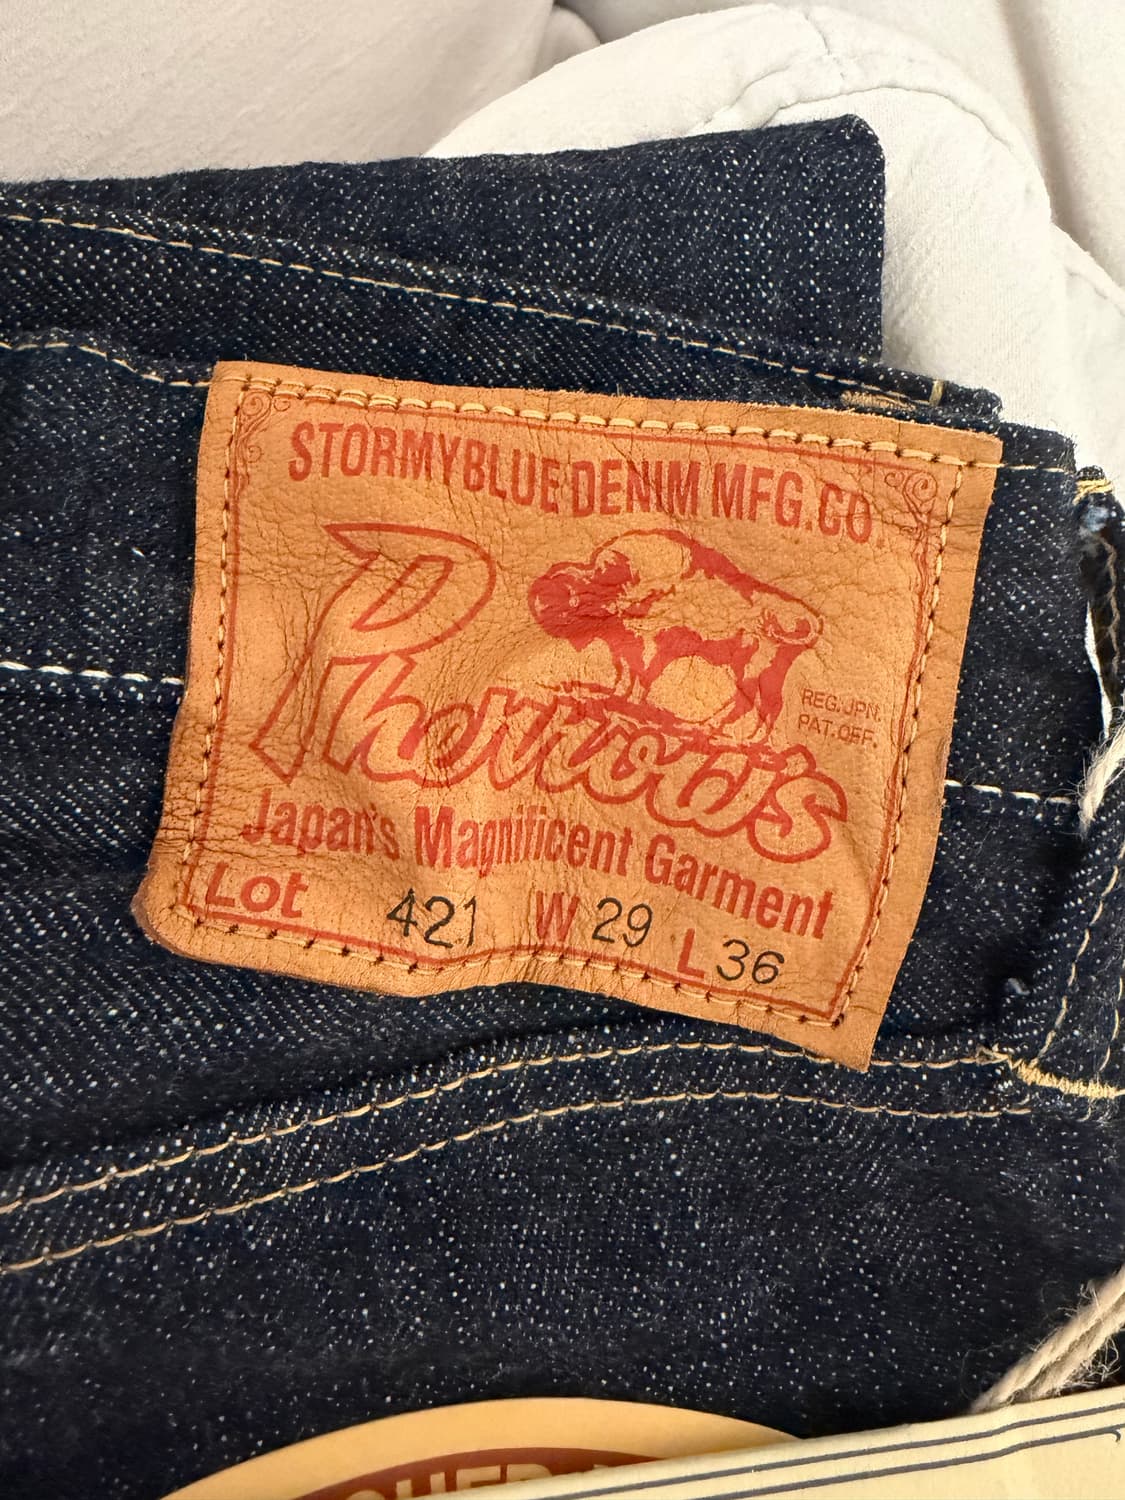 STORMYBLUE DENIM MFG.CO.
Pherrow's
REG.JPN.
PAT.OFF.
Japan's Magnificent Garment
Lot 421 W 29 L 36